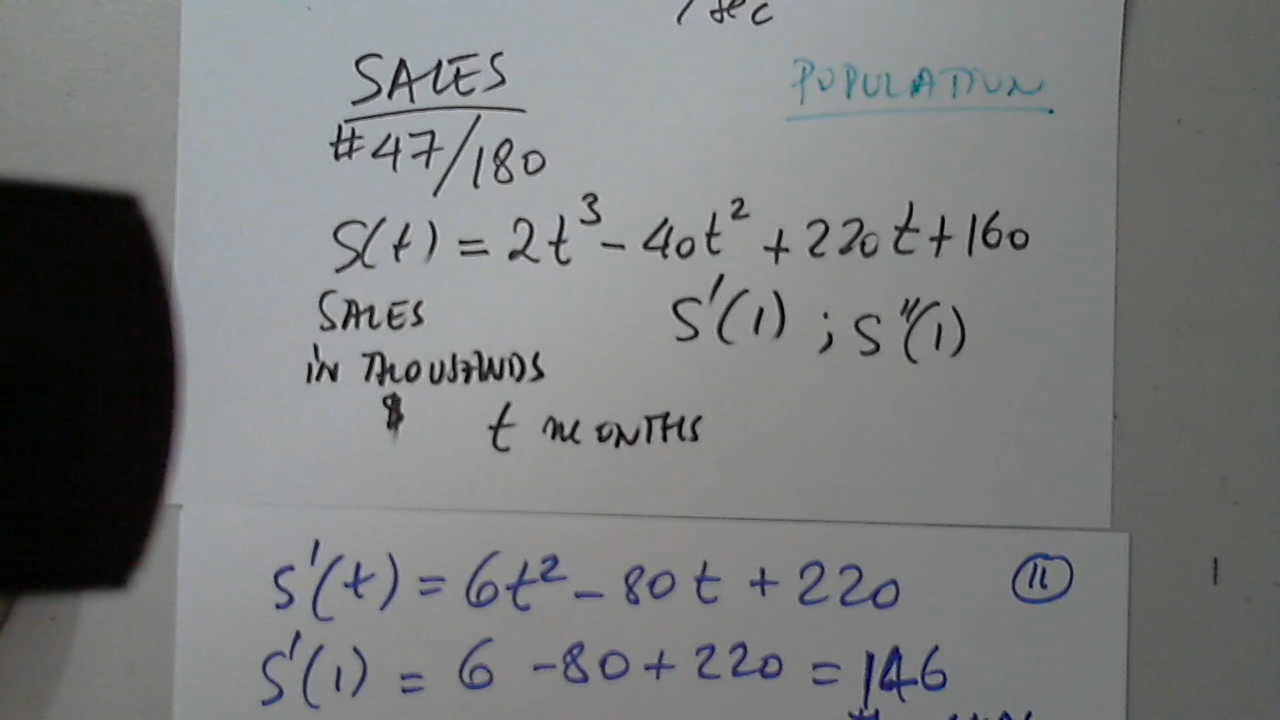 /sec
SALES
POPULATION
#47/180
S(t) = 2t³ - 40t² + 220t + 160
SALES
S'(1) ; S"(1)
IN THOUSANDS
$
t MONTHS
S'(t) = 6t² - 80t + 220
11
S'(1) = 6 - 80 + 220 = 146